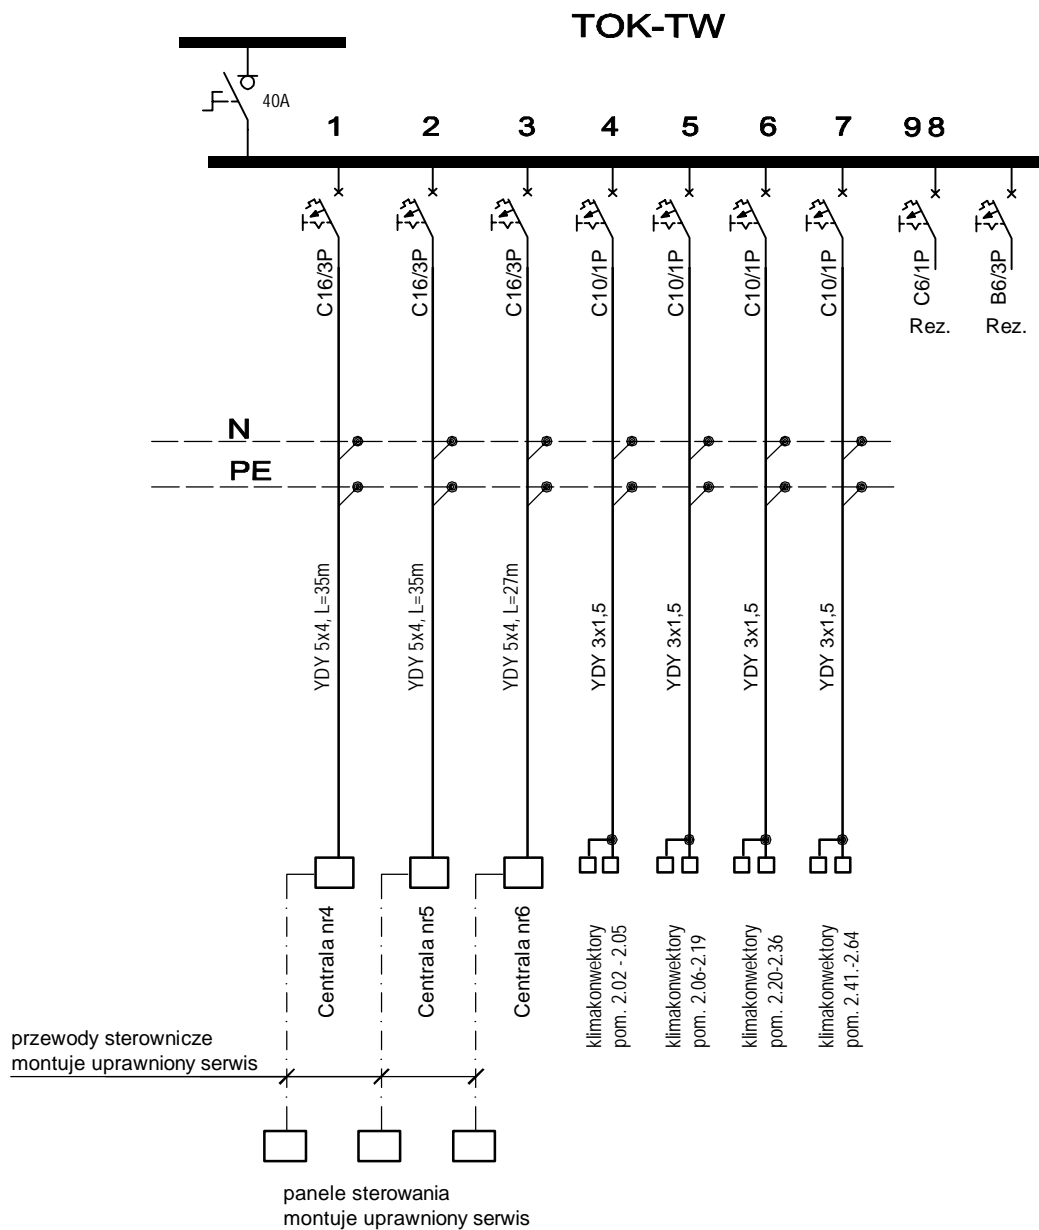 TOK-TW
40A
1
2
3
4
5
6
7
98
C16/3P
C16/3P
C16/3P
C10/1P
C10/1P
C10/1P
C10/1P
C6/1P
B6/3P
Rez.
Rez.
N
PE
YDY 5x4, L=35m
YDY 5x4, L=35m
YDY 5x4, L=27m
YDY 3x1,5
YDY 3x1,5
YDY 3x1,5
YDY 3x1,5
Centrala nr4
Centrala nr5
Centrala nr6
klimakonwektory
pom. 2.02 - 2.05
klimakonwektory
pom. 2.06-2.19
klimakonwektory
pom. 2.20-2.36
klimakonwektory
pom. 2.41.-2.64
przewody sterownicze
montuje uprawniony serwis
panele sterowania
montuje uprawniony serwis